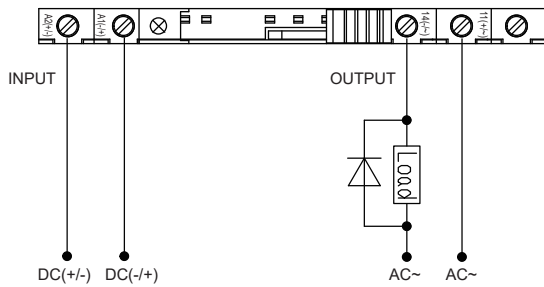 A2(+/-)
A1(-/+)
14(-/-)
11(+/~)
INPUT
OUTPUT
Load
DC(+/-) DC(-/+)
AC~ AC~